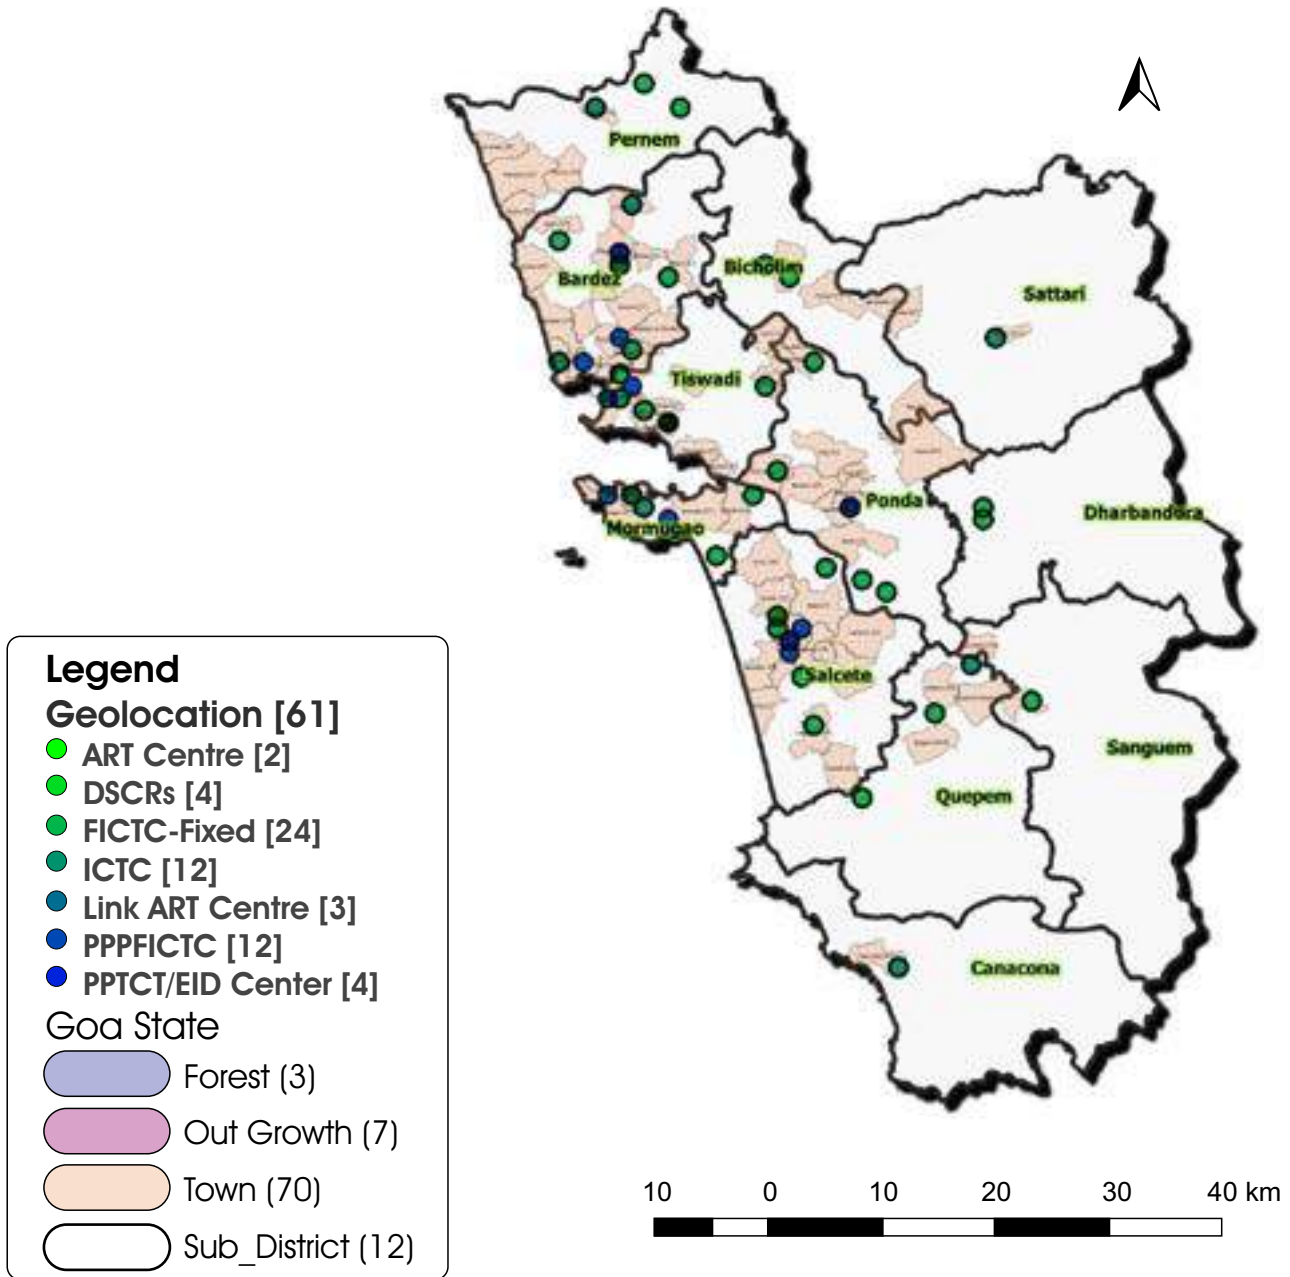 Pernem
Bardez
Bicholim
Sattari
Tiswadi
Ponda
Dharbandora
Mormugao
Salcete
Sanguem
Quepem
Canacona
Legend
Geolocation [61]
ART Centre [2]
DSCRs [4]
FICTC-Fixed [24]
ICTC [12]
Link ART Centre [3]
PPPFICTC [12]
PPTCT/EID Center [4]
Goa State
Forest (3)
Out Growth (7)
Town (70)
Sub_District (12)
10 0 10 20 30 40 km